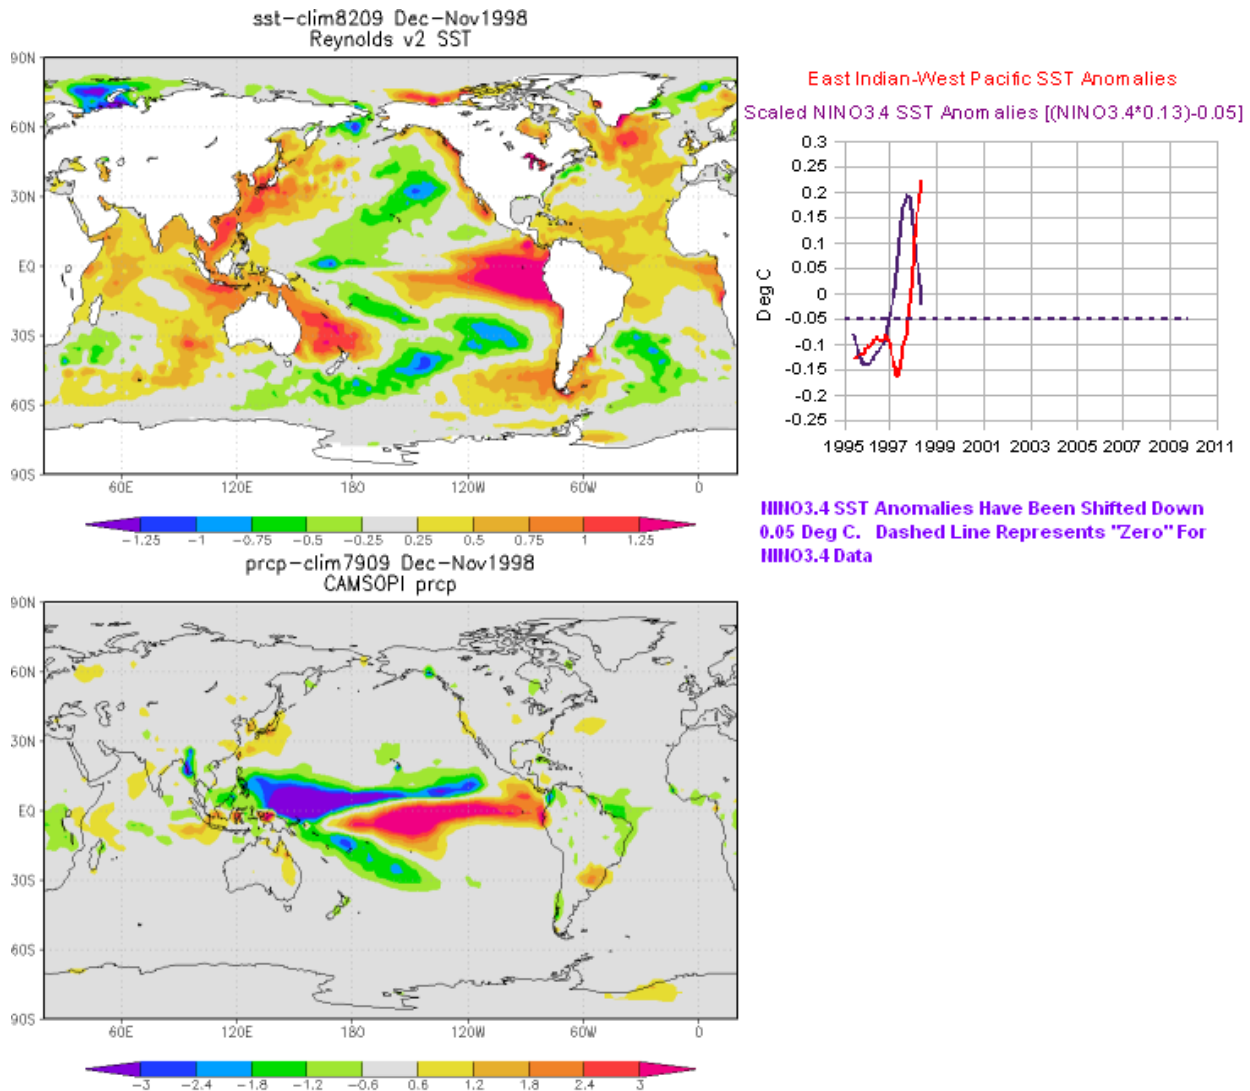 sst-clim8209 Dec-Nov1998
Reynolds v2 SST
90N
60N
30N
EQ
30S
60S
90S
60E 120E 180 120W 60W 0
-1.25 -1 -0.75 -0.5 -0.25 0.25 0.5 0.75 1 1.25
East Indian-West Pacific SST Anomalies
Scaled NINO3.4 SST Anomalies [(NINO3.4*0.13)-0.05]
Deg C
0.3
0.25
0.2
0.15
0.1
0.05
0
-0.05
-0.1
-0.15
-0.2
-0.25
1995 1997 1999 2001 2003 2005 2007 2009 2011
NINO3.4 SST Anomalies Have Been Shifted Down
0.05 Deg C. Dashed Line Represents "Zero" For
NINO3.4 Data
prcp-clim7909 Dec-Nov1998
CAMSOPI prcp
90N
60N
30N
EQ
30S
60S
90S
60E 120E 180 120W 60W 0
-3 -2.4 -1.8 -1.2 -0.6 0.6 1.2 1.8 2.4 3